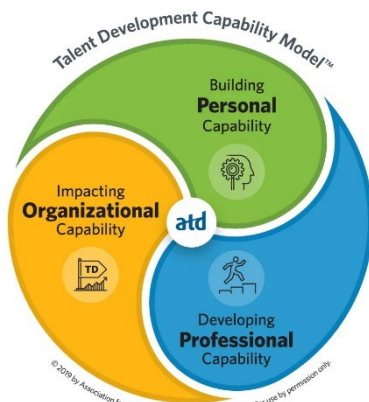 Talent Development Capability Model™
Building
Personal
Capability
Impacting
Organizational
Capability
atd
TD
Developing
Professional
Capability
© 2019 by Association
use by permission only.